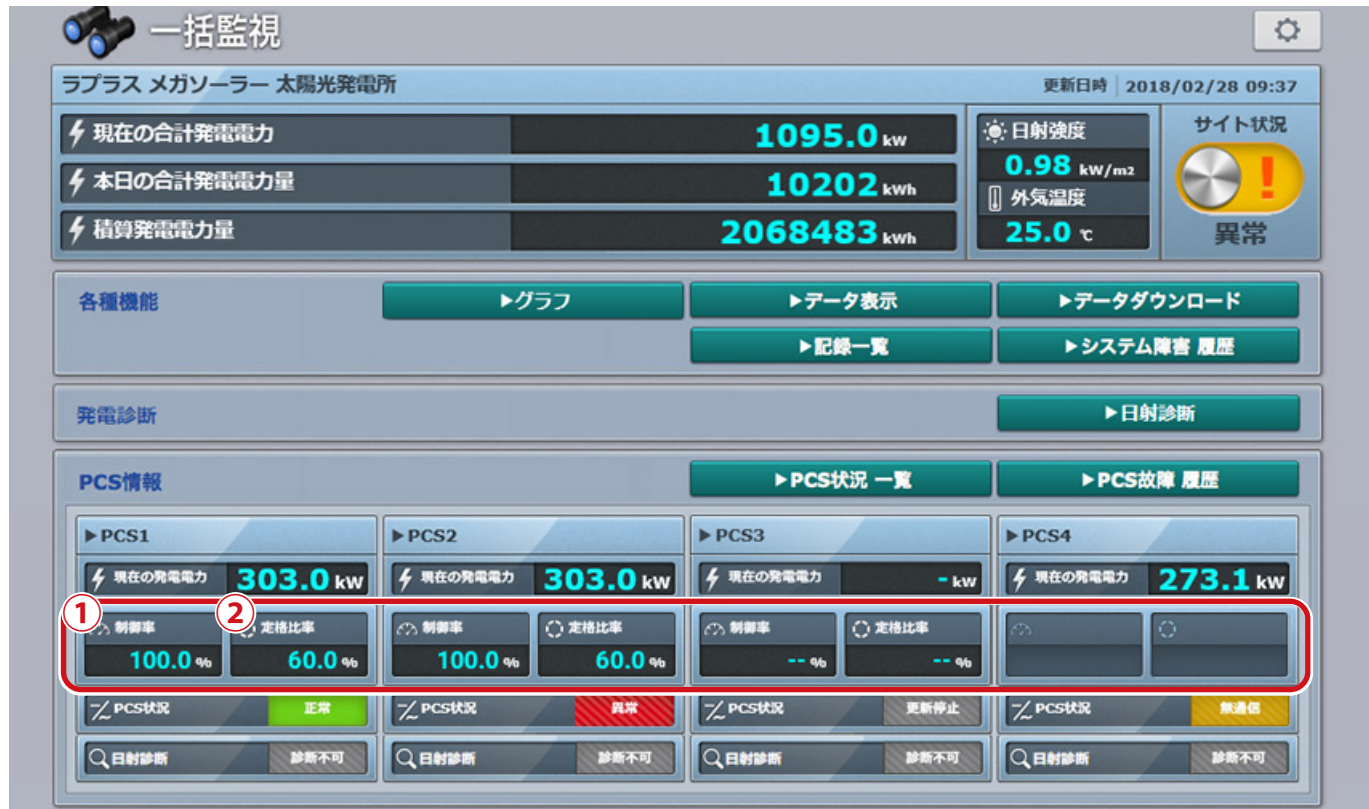 一括監視
ラプラス メガソーラー 太陽光発電所 更新日時 2018/02/28 09:37
現在の合計発電電力 1095.0 kW
本日の合計発電電力量 10202 kWh
積算発電電力量 2068483 kWh
日射強度
0.98 kW/m2
外気温度
25.0 ℃
サイト状況
!
異常
各種機能 ▶グラフ ▶データ表示 ▶データダウンロード
▶記録一覧 ▶システム障害 履歴
発電診断 ▶日射診断
PCS情報 ▶PCS状況 一覧 ▶PCS故障 履歴
▶PCS1 ▶PCS2 ▶PCS3 ▶PCS4
現在の発電電力 303.0 kW 現在の発電電力 303.0 kW 現在の発電電力 - kW 現在の発電電力 273.1 kW
① ②
制御率 定格比率 制御率 定格比率 制御率 定格比率
100.0 % 60.0 % 100.0 % 60.0 % -- % -- %
PCS状況 正常 PCS状況 異常 PCS状況 更新停止 PCS状況 無通信
日射診断 診断不可 日射診断 診断不可 日射診断 診断不可 日射診断 診断不可